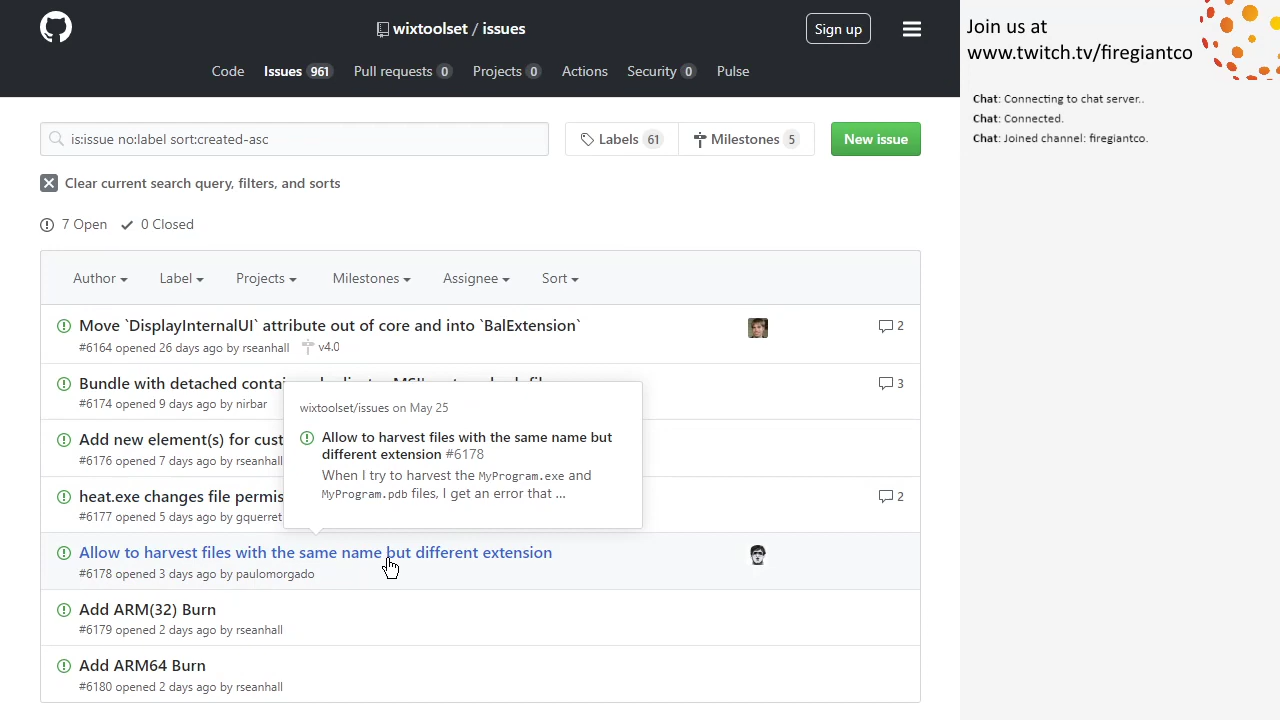 wixtoolset / issues
Sign up
Code
Issues 961
Pull requests 0
Projects 0
Actions
Security 0
Pulse
is:issue no:label sort:created-asc
Labels 61
Milestones 5
New issue
Clear current search query, filters, and sorts
7 Open
0 Closed
Author
Label
Projects
Milestones
Assignee
Sort
Move `DisplayInternalUI` attribute out of core and into `BalExtension`
2
#6164 opened 26 days ago by rseanhall
v4.0
Bundle with detached
3
#6174 opened 9 days ago by nirbar
wixtoolset/issues on May 25
Allow to harvest files with the same name but
different extension #6178
When I try to harvest the MyProgram.exe and
MyProgram.pdb files, I get an error that ...
Add new element(s) for
#6176 opened 7 days ago by rseanhall
heat.exe changes file
2
#6177 opened 5 days ago by gquerret
Allow to harvest files with the same name but different extension
#6178 opened 3 days ago by paulomorgado
Add ARM(32) Burn
#6179 opened 2 days ago by rseanhall
Add ARM64 Burn
#6180 opened 2 days ago by rseanhall
Join us at
www.twitch.tv/firegiantco
Chat: Connecting to chat server..
Chat: Connected.
Chat: Joined channel: firegiantco.